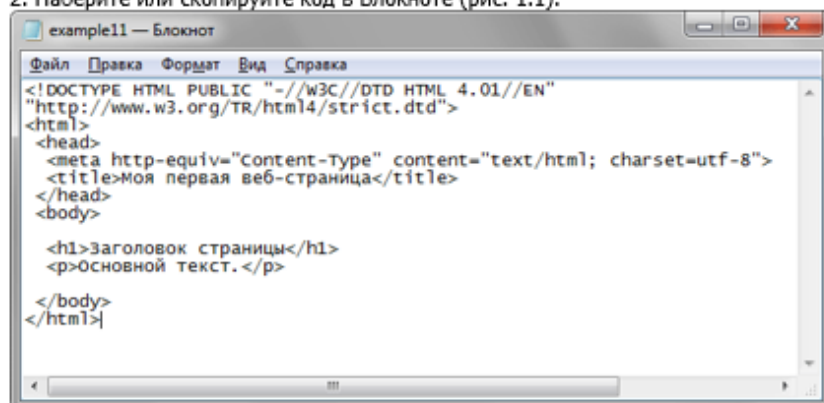 2. Наберите или скопируйте код в Блокноте (рис. 1.1).
example11 — Блокнот
Файл Правка Формат Вид Справка
<!DOCTYPE HTML PUBLIC "-//W3C//DTD HTML 4.01//EN"
"http://www.w3.org/TR/html4/strict.dtd">
<html>
<head>
<meta http-equiv="Content-Type" content="text/html; charset=utf-8">
<title>Моя первая веб-страница</title>
</head>
<body>
<h1>Заголовок страницы</h1>
<p>Основной текст.</p>
</body>
</html>